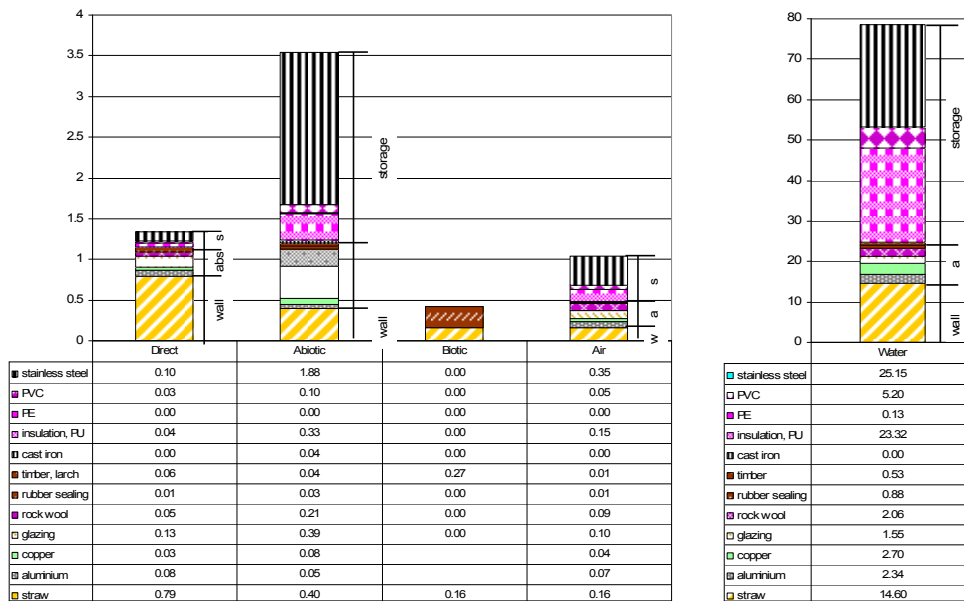 4
3.5
3
2.5
2
1.5
1
0.5
0
wall
abs
s
wall
storage
w
a
s
Direct Abiotic Biotic Air
stainless steel 0.10 1.88 0.00 0.35
PVC 0.03 0.10 0.00 0.05
PE 0.00 0.00 0.00 0.00
insulation, PU 0.04 0.33 0.00 0.15
cast iron 0.00 0.04 0.00 0.00
timber, larch 0.06 0.04 0.27 0.01
rubber sealing 0.01 0.03 0.00 0.01
rock wool 0.05 0.21 0.00 0.09
glazing 0.13 0.39 0.00 0.10
copper 0.03 0.08 0.04
aluminium 0.08 0.05 0.07
straw 0.79 0.40 0.16 0.16
80
70
60
50
40
30
20
10
0
wall
a
storage
Water
stainless steel 25.15
PVC 5.20
PE 0.13
insulation, PU 23.32
cast iron 0.00
timber 0.53
rubber sealing 0.88
rock wool 2.06
glazing 1.55
copper 2.70
aluminium 2.34
straw 14.60